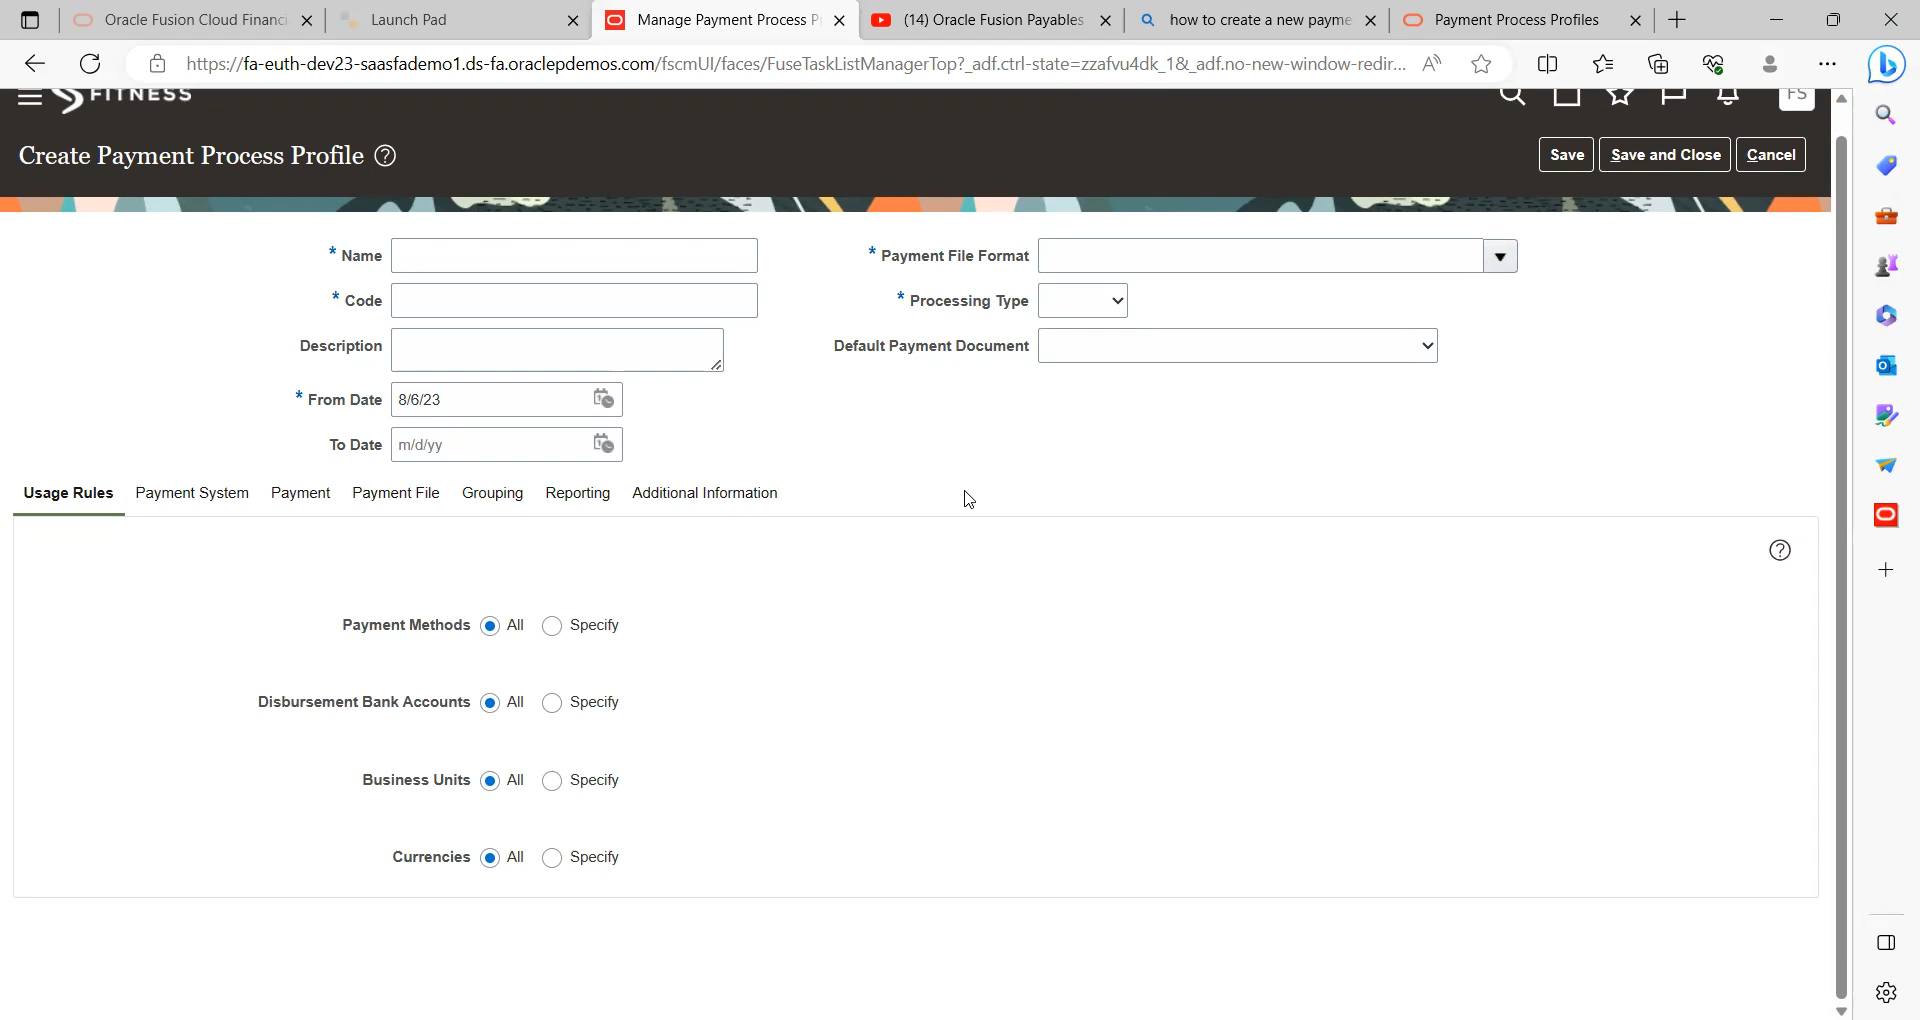 Oracle Fusion Cloud Financi
Launch Pad
Manage Payment Process P
(14) Oracle Fusion Payables
how to create a new payme
Payment Process Profiles
https://fa-euth-dev23-saasfademo1.ds-fa.oraclepdemos.com/fscmUI/faces/FuseTaskListManagerTop?_adf.ctrl-state=zzafvu4dk_1&_adf.no-new-window-redir...
FITNESS
FS
Create Payment Process Profile
Save
Save and Close
Cancel
* Name
* Payment File Format
* Code
* Processing Type
Description
Default Payment Document
* From Date 8/6/23
To Date m/d/yy
Usage Rules Payment System Payment Payment File Grouping Reporting Additional Information
Payment Methods All Specify
Disbursement Bank Accounts All Specify
Business Units All Specify
Currencies All Specify